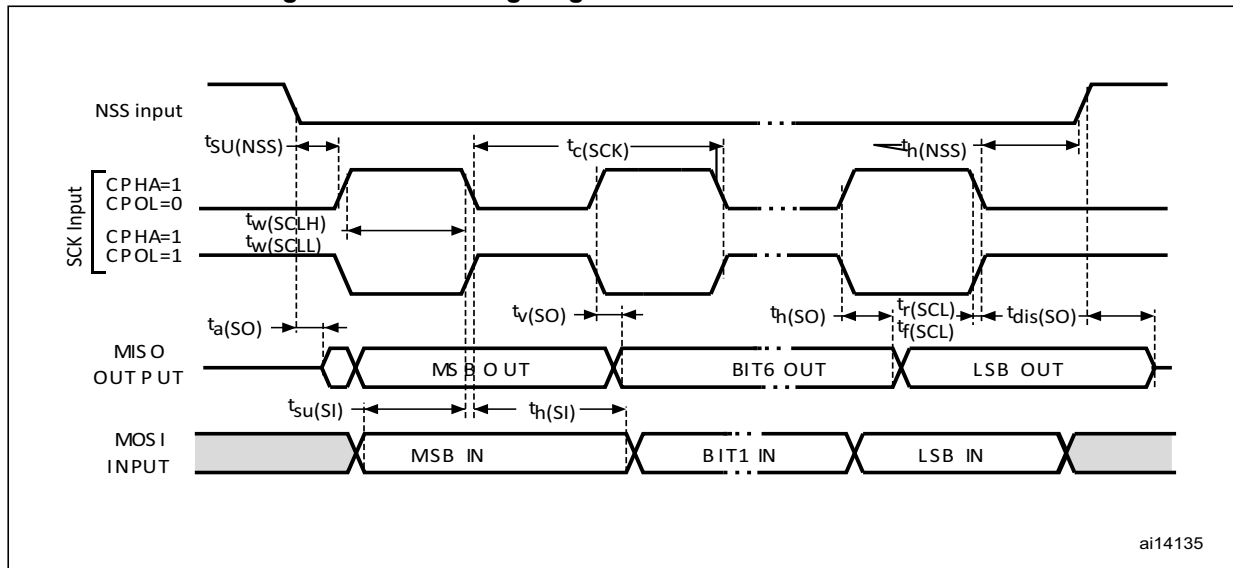 NSS input
tSU(NSS)
tc(SCK)
th(NSS)
SCK Input
CPHA=1
CPOL=0
tw(SCLH)
tw(SCLL)
CPHA=1
CPOL=1
ta(SO)
tv(SO)
th(SO)
tr(SCL)
tf(SCL)
tdis(SO)
MISO
OUTPUT
MSB OUT
BIT6 OUT
LSB OUT
tsu(SI)
th(SI)
MOSI
INPUT
MSB IN
BIT1 IN
LSB IN
ai14135